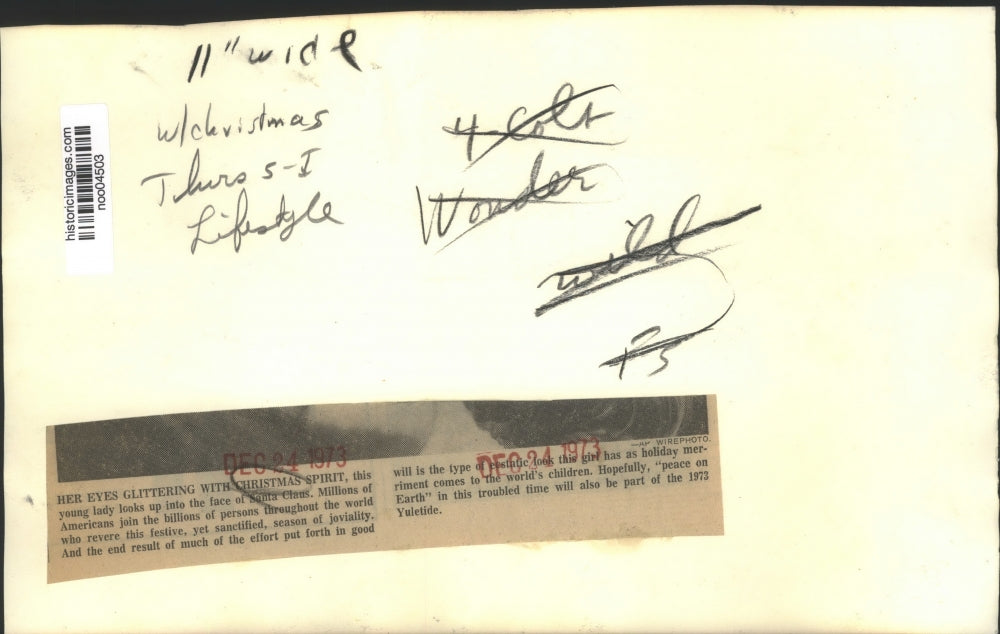 11" wide
w/christmas
Thurs 5-I
Lifestyle
4 Colt
Wonder
wild
historicimages.com
noo04503
—AP WIREPHOTO.
DEC 24 1973
DEC 24 1973
HER EYES GLITTERING WITH CHRISTMAS SPIRIT, this
young lady looks up into the face of Santa Claus. Millions of
Americans join the billions of persons throughout the world
who revere this festive, yet sanctified, season of joviality.
And the end result of much of the effort put forth in good
will is the type of ecstatic look this girl has as holiday mer-
riment comes to the world's children. Hopefully, "peace on
Earth" in this troubled time will also be part of the 1973
Yuletide.